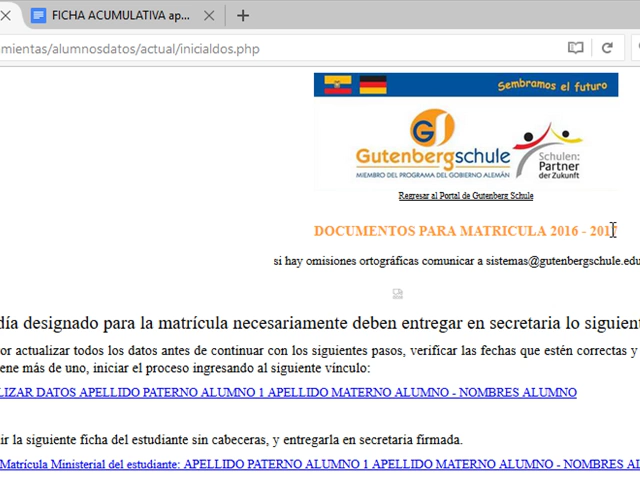 FICHA ACUMULATIVA ap...
mientas/alumnosdatos/actual/inicialdos.php
Sembramos el futuro
GS
Gutenbergschule
MIEMBRO DEL PROGRAMA DEL GOBIERNO ALEMÁN
Schulen:
Partner
der Zukunft
Regresar al Portal de Gutenberg Schule
DOCUMENTOS PARA MATRICULA 2016 - 2017
si hay omisiones ortográficas comunicar a sistemas@gutenbergschule.edu
día designado para la matrícula necesariamente deben entregar en secretaria lo siguient
or actualizar todos los datos antes de continuar con los siguientes pasos, verificar las fechas que estén correctas y
ene más de uno, iniciar el proceso ingresando al siguiente vínculo:
LIZAR DATOS APELLIDO PATERNO ALUMNO 1 APELLIDO MATERNO ALUMNO - NOMBRES ALUMNO
ir la siguiente ficha del estudiante sin cabeceras, y entregarla en secretaria firmada.
Matrícula Ministerial del estudiante: APELLIDO PATERNO ALUMNO 1 APELLIDO MATERNO ALUMNO - NOMBRES AL